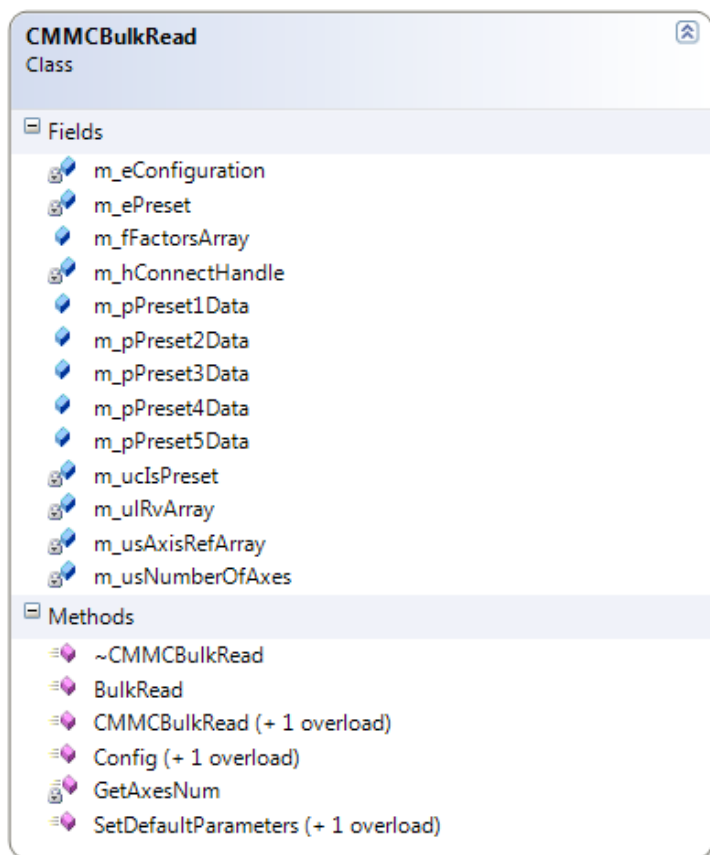 CMMCBulkRead
Class
Fields
m_eConfiguration
m_ePreset
m_fFactorsArray
m_hConnectHandle
m_pPreset1Data
m_pPreset2Data
m_pPreset3Data
m_pPreset4Data
m_pPreset5Data
m_ucIsPreset
m_ulRvArray
m_usAxisRefArray
m_usNumberOfAxes
Methods
~CMMCBulkRead
BulkRead
CMMCBulkRead (+ 1 overload)
Config (+ 1 overload)
GetAxesNum
SetDefaultParameters (+ 1 overload)